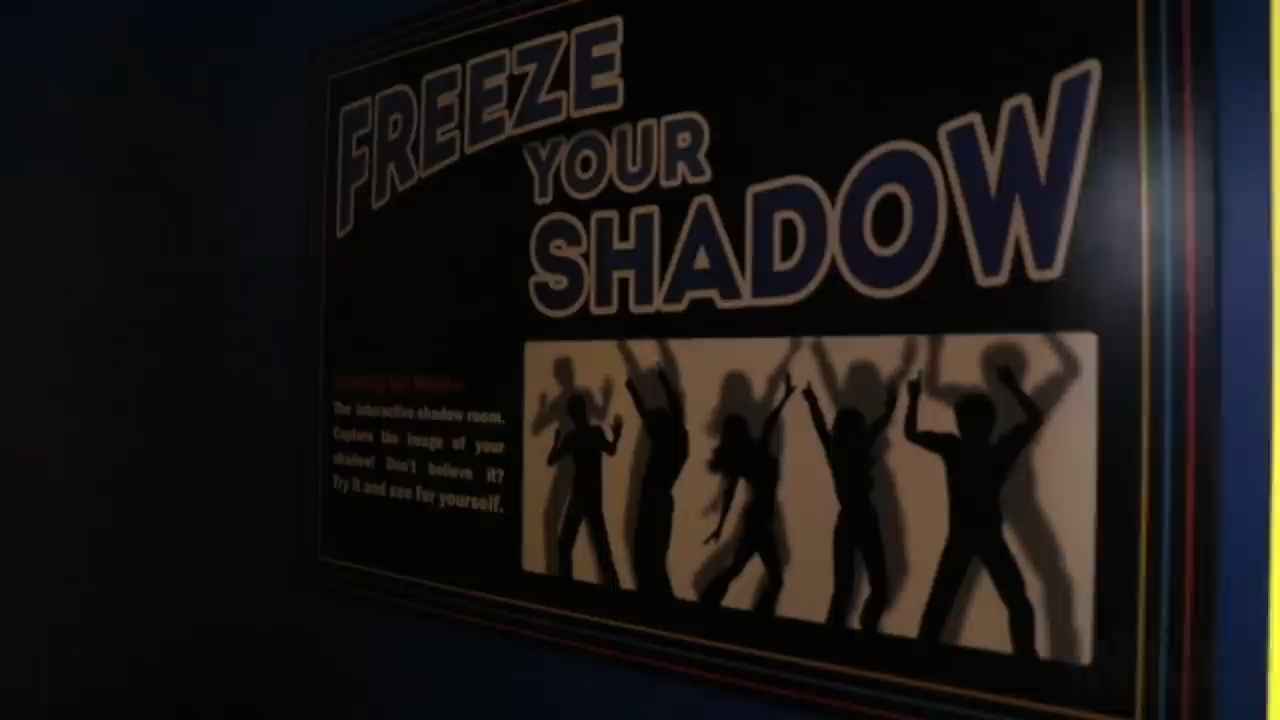 FREEZE
YOUR
SHADOW
The interactive shadow room.
Capture the image of your
shadow! Don't believe it?
Try it and see for yourself.